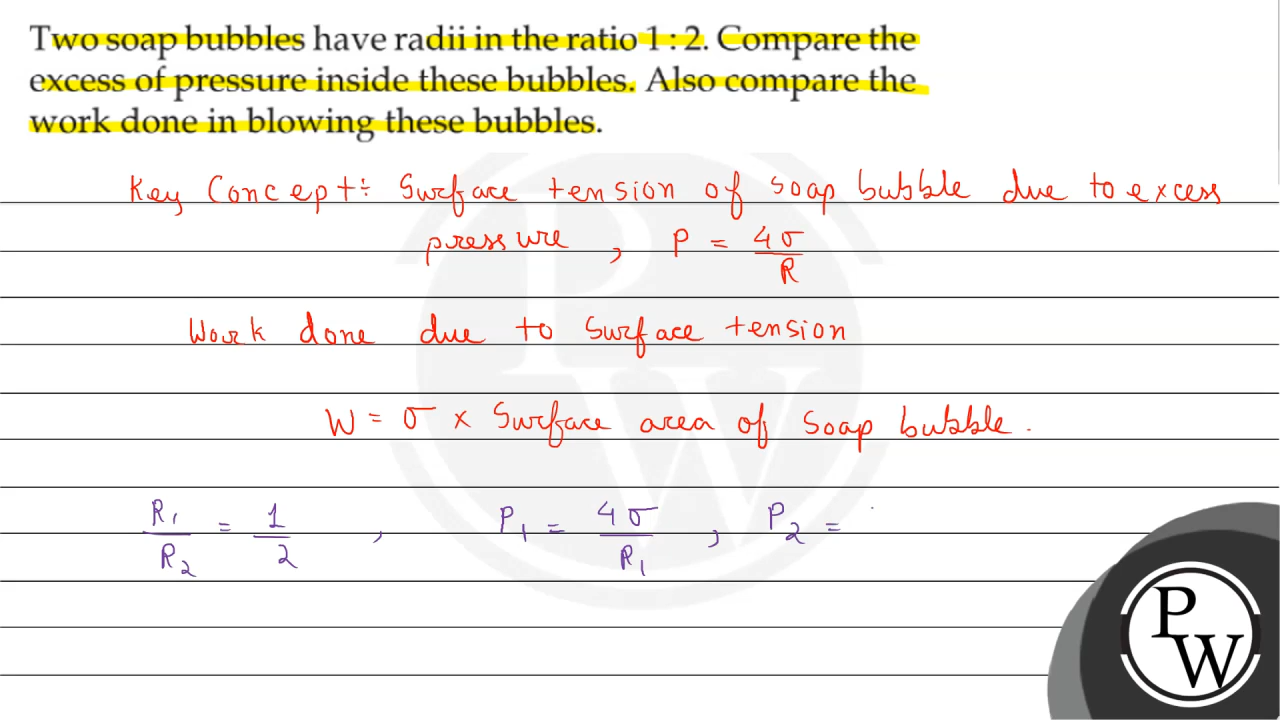 Two soap bubbles have radii in the ratio 1 : 2. Compare the
excess of pressure inside these bubbles. Also compare the
work done in blowing these bubbles.
Key Concept:- Surface tension of soap bubble due to excess
pressure, P = 4σ/R
Work done due to surface tension
W = σ × Surface area of soap bubble.
R₁/R₂ = 1/2 , P₁ = 4σ/R₁ , P₂ =
PW
PW